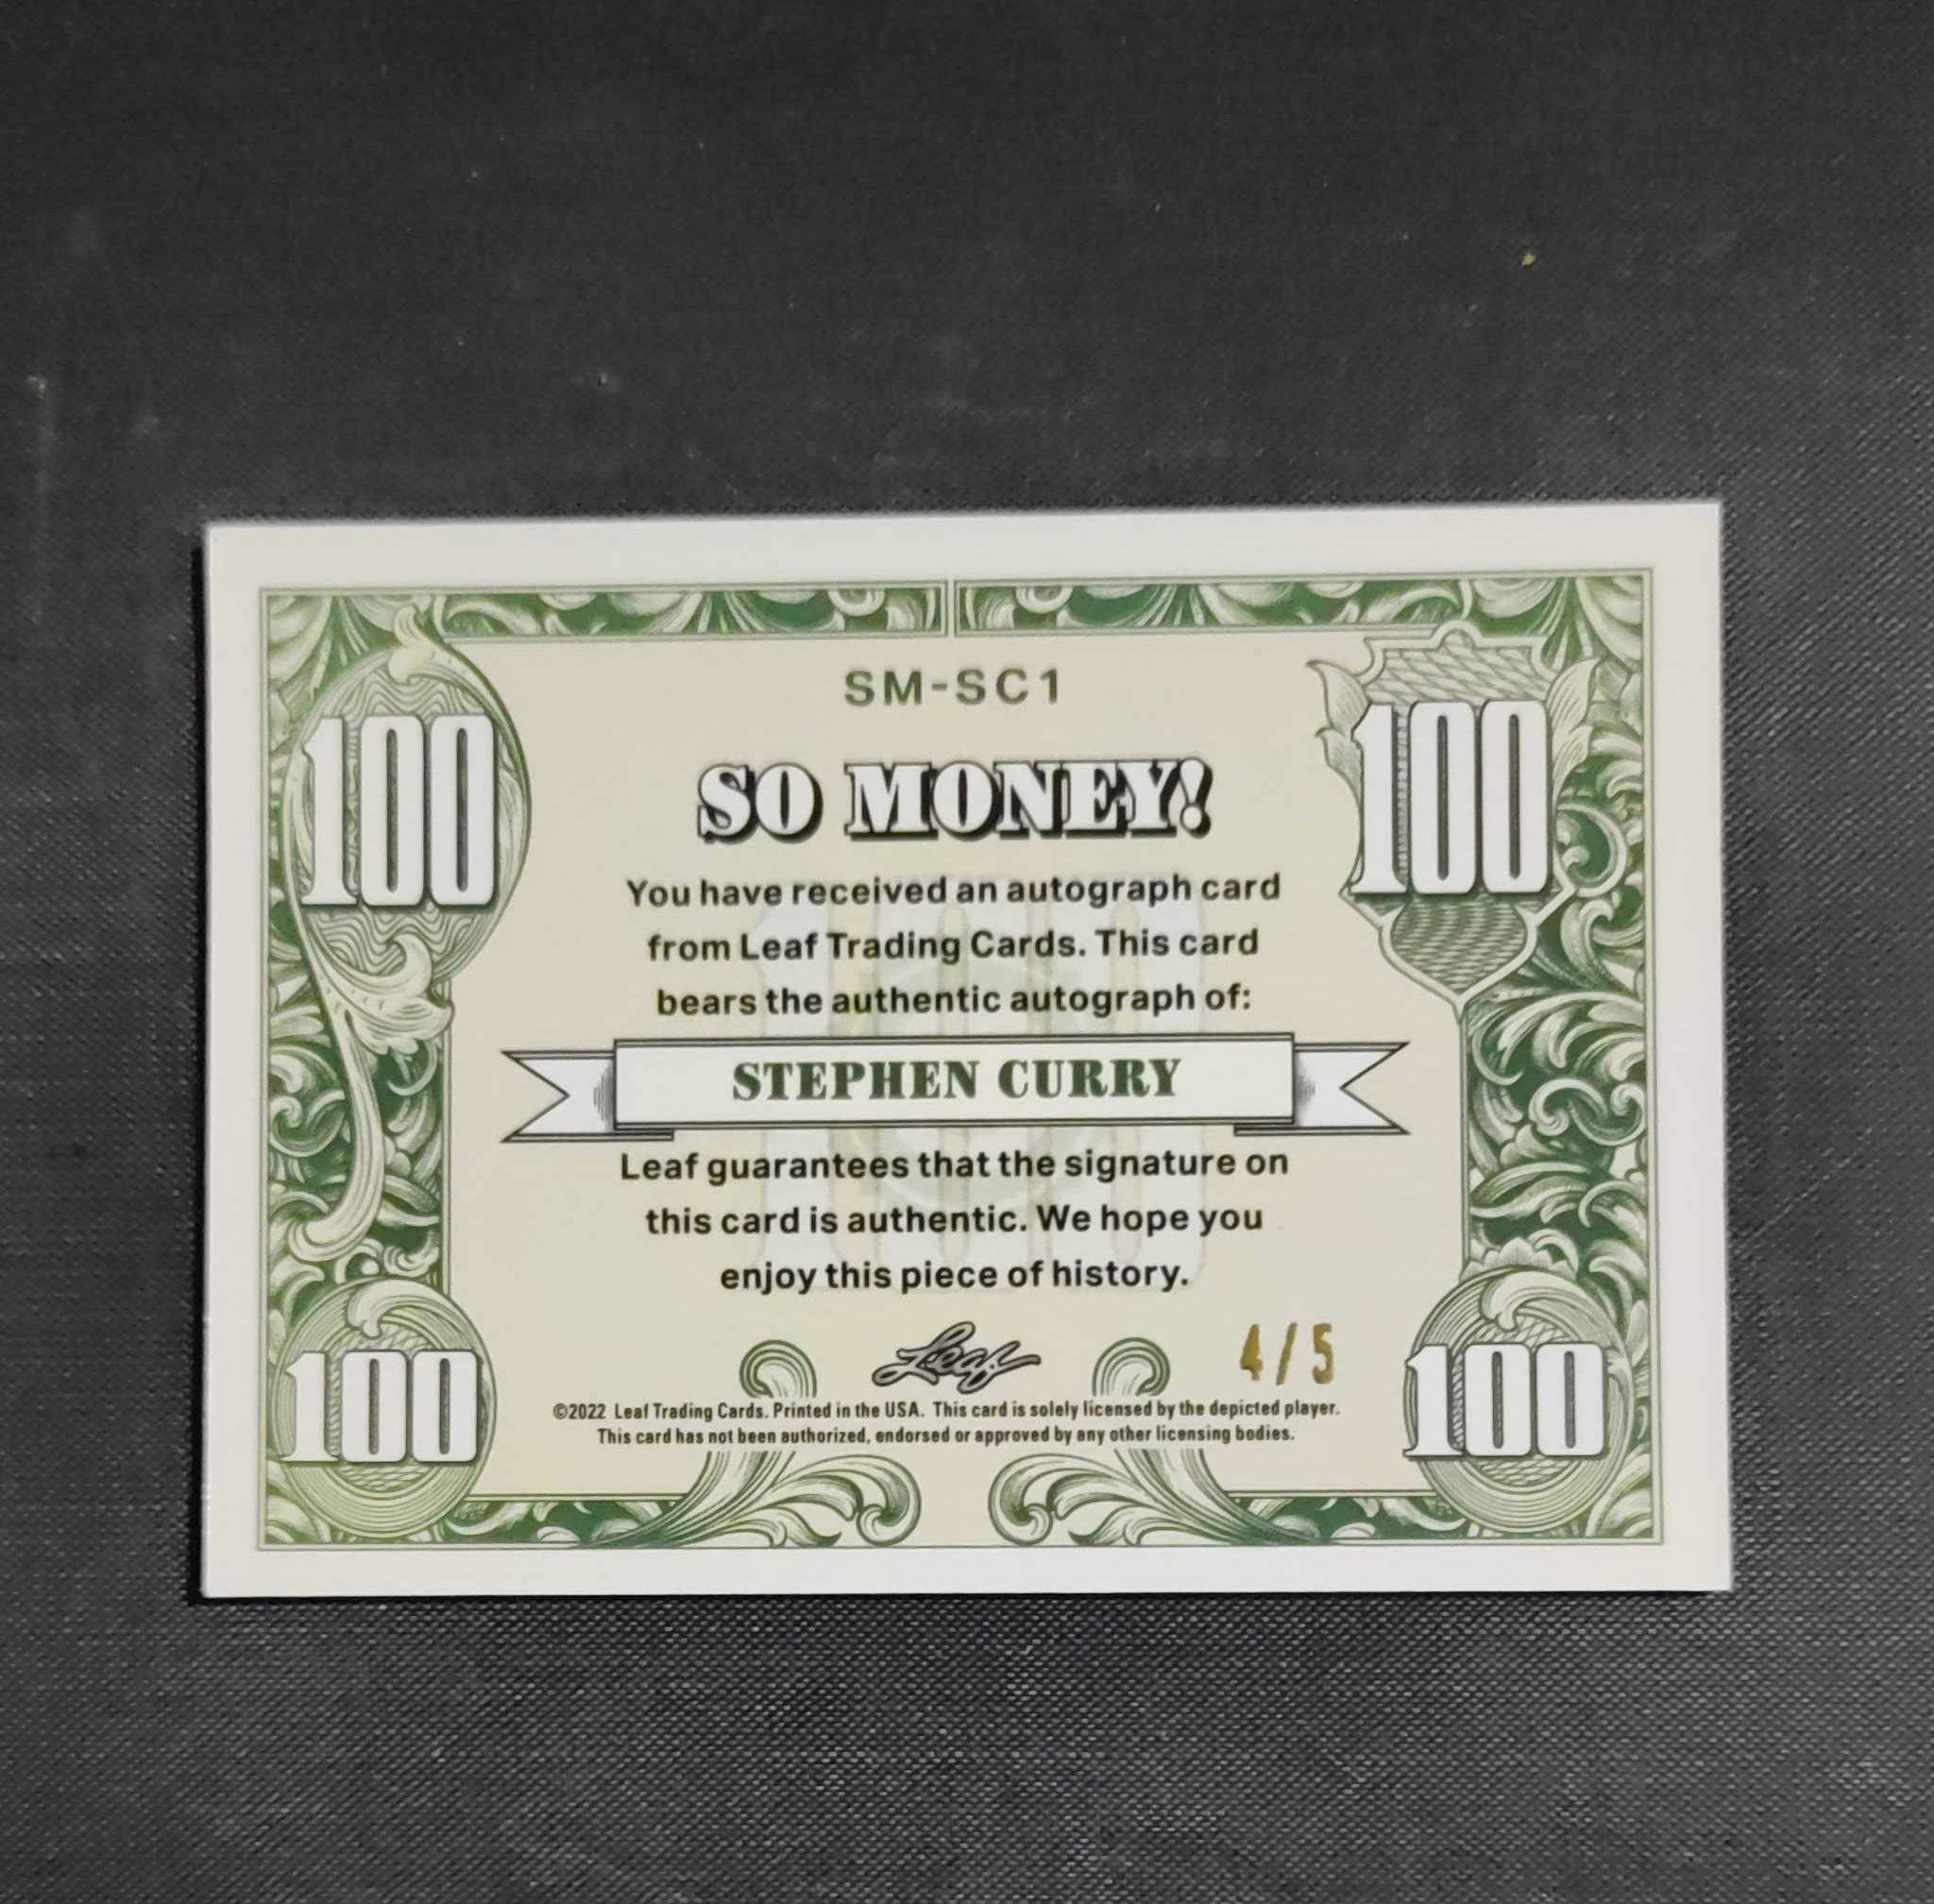 SM-SC1
100
100
SO MONEY!
You have received an autograph card
from Leaf Trading Cards. This card
bears the authentic autograph of:
STEPHEN CURRY
Leaf guarantees that the signature on
this card is authentic. We hope you
enjoy this piece of history.
Leaf
4/5
100
100
©2022 Leaf Trading Cards. Printed in the USA. This card is solely licensed by the depicted player.
This card has not been authorized, endorsed or approved by any other licensing bodies.